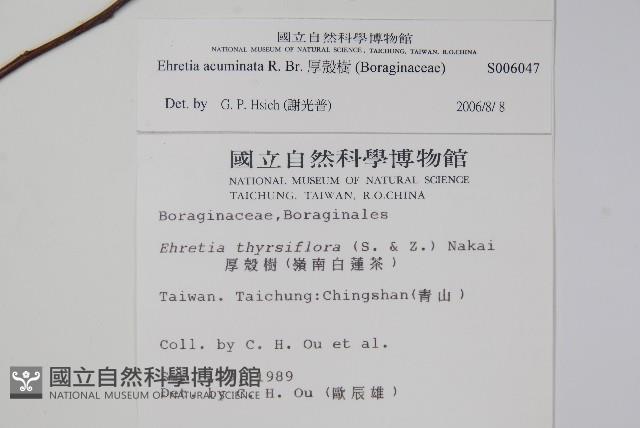 國立自然科學博物館
NATIONAL MUSEUM OF NATURAL SCIENCE, TAICHUNG, TAIWAN, R.O.CHINA
Ehretia acuminata R. Br. 厚殼樹 (Boraginaceae) S006047
Det. by G. P. Hsich (謝光普) 2006/8/ 8
國立自然科學博物館
NATIONAL MUSEUM OF NATURAL SCIENCE
TAICHUNG, TAIWAN, R.O.CHINA
Boraginaceae,Boraginales
Ehretia thyrsiflora (S. & Z.) Nakai
厚殼樹(嶺南白蓮茶)
Taiwan. Taichung:Chingshan(青山)
Coll. by C. H. Ou et al.
1989
Det. by C. H. Ou (歐辰雄)
國立自然科學博物館
NATIONAL MUSEUM OF NATURAL SCIENCE